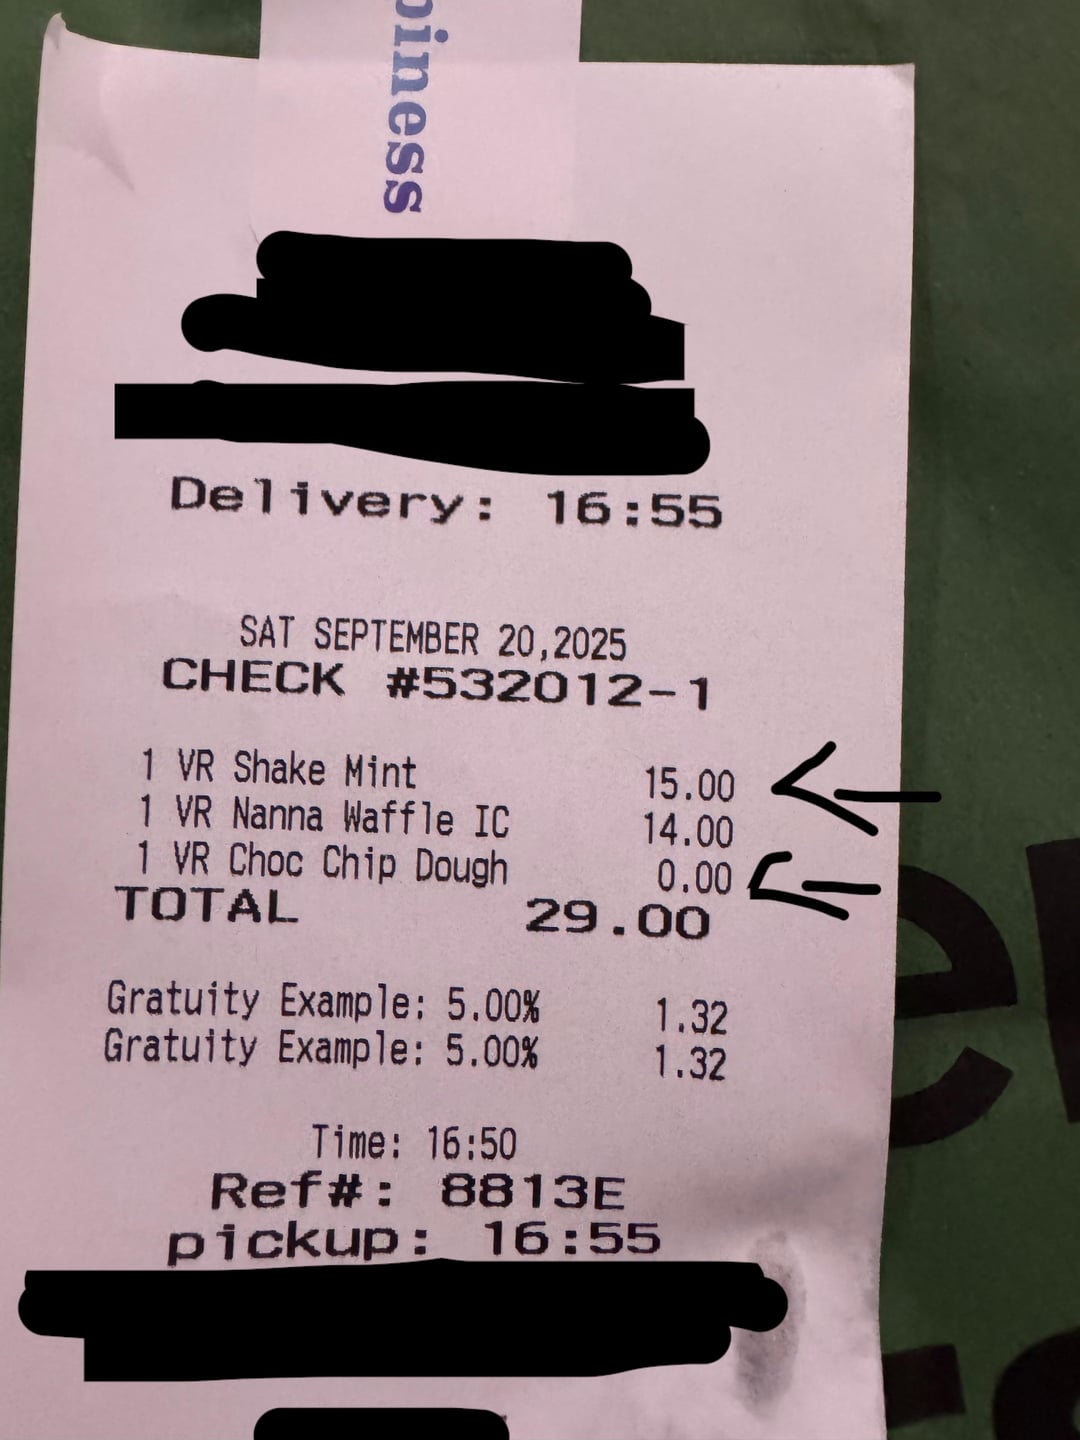 piness
Delivery: 16:55
SAT SEPTEMBER 20,2025
CHECK #532012-1
1 VR Shake Mint 15.00
1 VR Nanna Waffle IC 14.00
1 VR Choc Chip Dough 0.00
TOTAL 29.00
Gratuity Example: 5.00% 1.32
Gratuity Example: 5.00% 1.32
Time: 16:50
Ref#: 8813E
pickup: 16:55